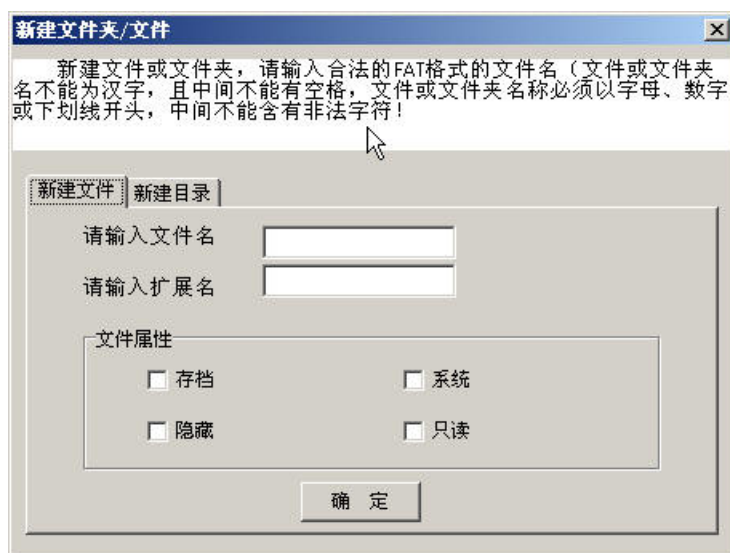 新建文件夹/文件
新建文件或文件夹，请输入合法的FAT格式的文件名（文件或文件夹
名不能为汉字，且中间不能有空格，文件或文件夹名称必须以字母、数字
或下划线开头，中间不能含有非法字符！
新建文件 新建目录
请输入文件名
请输入扩展名
文件属性
存档 系统
隐藏 只读
确 定